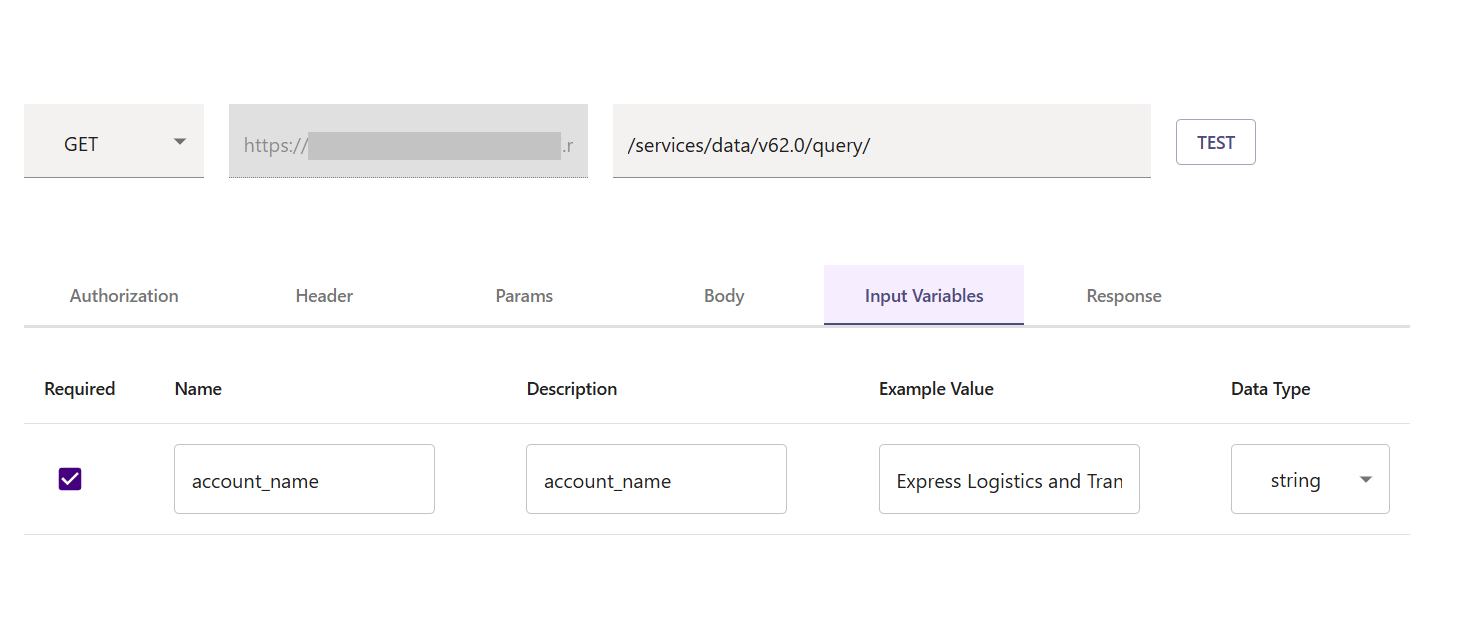 GET
https:// .r
/services/data/v62.0/query/
TEST
Authorization Header Params Body Input Variables Response
Required Name Description Example Value Data Type
account_name account_name Express Logistics and Tran string